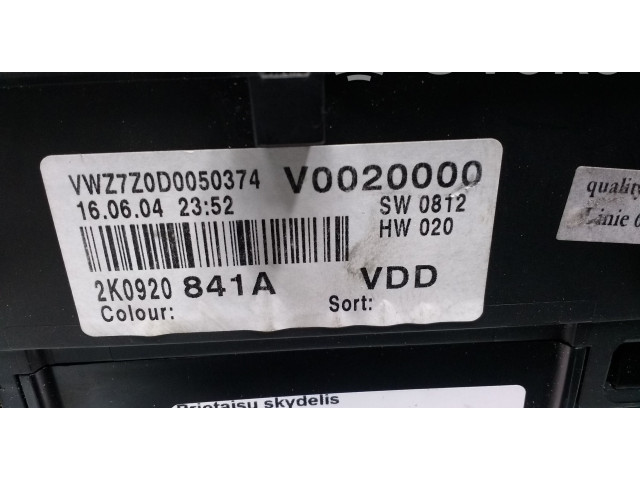 VWZ7Z0D0050374 V0020000
16.06.04 23:52 SW 0812
HW 020
2K0920 841A VDD
Colour: Sort:
quality
Linie
Prietaisu skydelis